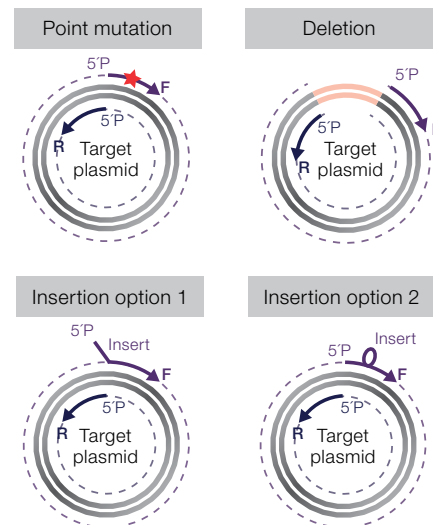 Point mutation
5´P
F
5´P
R
Target
plasmid
Deletion
5´P
5´P
R
Target
plasmid
Insertion option 1
5´P
Insert
F
5´P
R
Target
plasmid
Insertion option 2
5´P
Insert
F
5´P
R
Target
plasmid